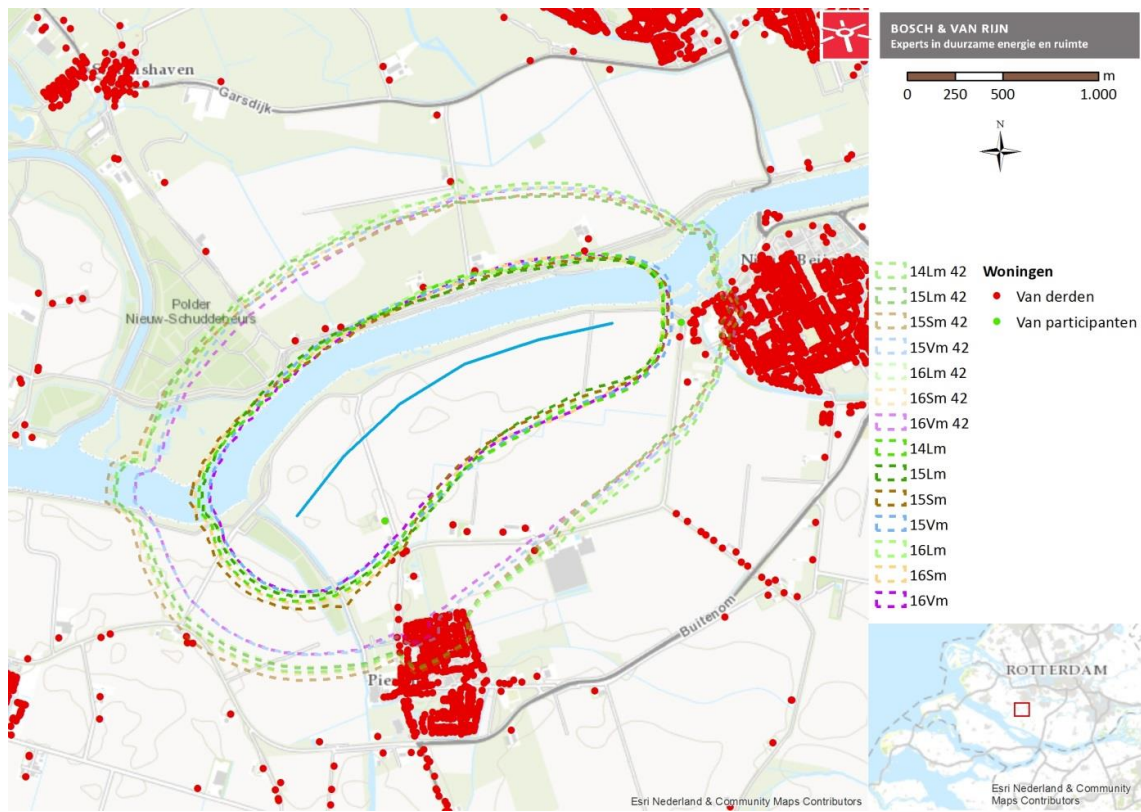 BOSCH & VAN RIJN
Experts in duurzame energie en ruimte
m
0 250 500 1.000
N
Garsdijk
Polder
Nieuw-Schuddebeurs
Buitenom
14Lm 42
15Lm 42
15Sm 42
15Vm 42
16Lm 42
16Sm 42
16Vm 42
14Lm
15Lm
15Sm
15Vm
16Lm
16Sm
16Vm
Woningen
Van derden
Van participanten
ROTTERDAM
Esri Nederland & Community Maps Contributors
Esri Nederland & Community
Maps Contributors